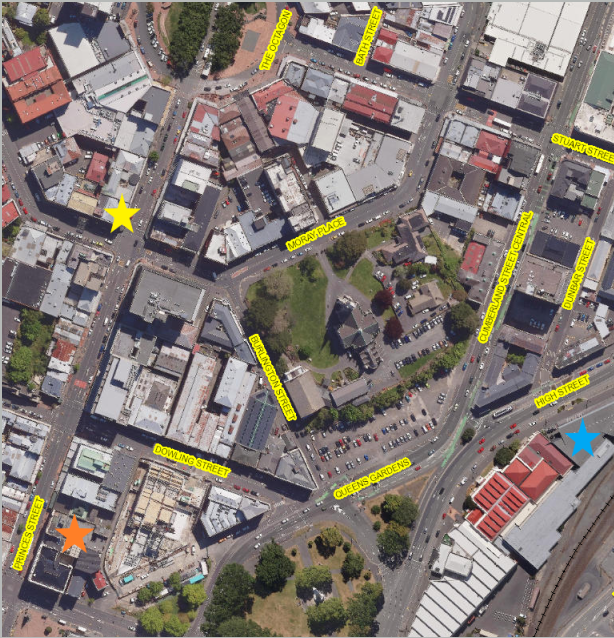 THE OCTAGON
BATH STREET
STUART STREE
MORAY PLACE
CUMBERLAND STREET CENTRAL
DUNBAR STREET
BURLINGTON STREET
HIGH STREET
DOWLING STREET
QUEENS GARDENS
PRINCES STREET